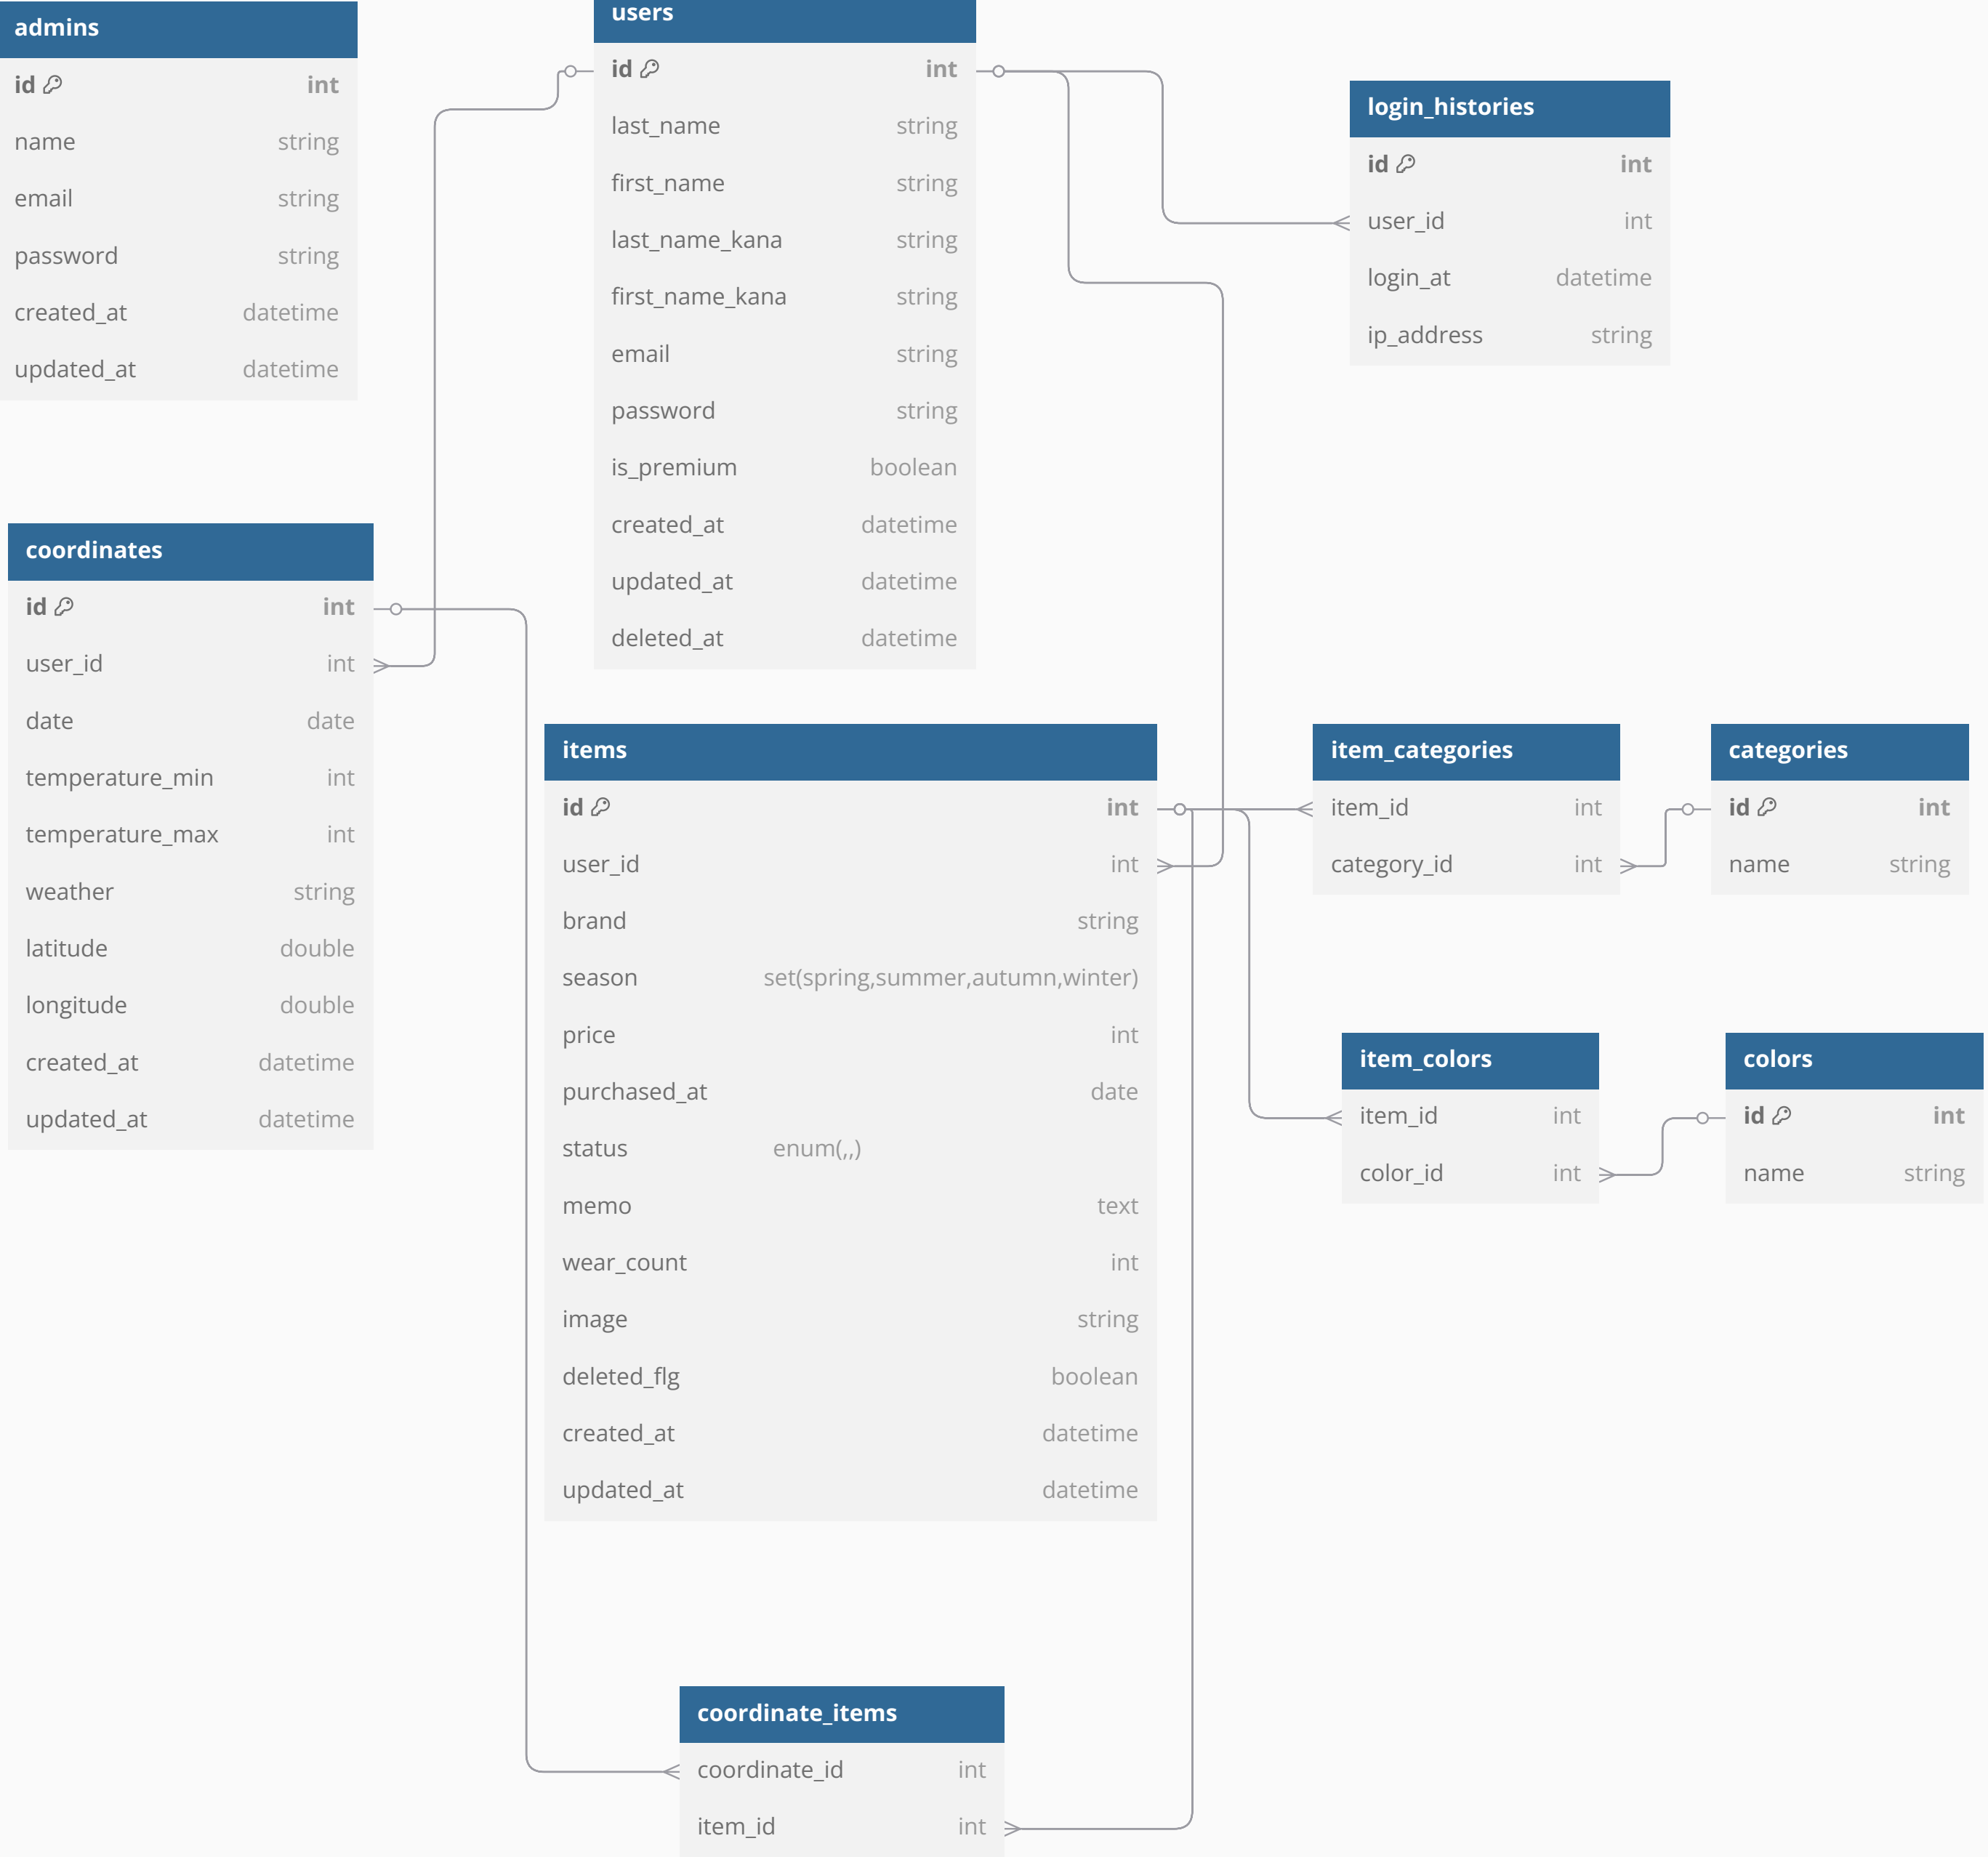 admins
id int
name string
email string
password string
created_at datetime
updated_at datetime
users
id int
last_name string
first_name string
last_name_kana string
first_name_kana string
email string
password string
is_premium boolean
created_at datetime
updated_at datetime
deleted_at datetime
login_histories
id int
user_id int
login_at datetime
ip_address string
coordinates
id int
user_id int
date date
temperature_min int
temperature_max int
weather string
latitude double
longitude double
created_at datetime
updated_at datetime
items
id int
user_id int
brand string
season set(spring,summer,autumn,winter)
price int
purchased_at date
status enum(,,)
memo text
wear_count int
image string
deleted_flg boolean
created_at datetime
updated_at datetime
item_categories
item_id int
category_id int
categories
id int
name string
item_colors
item_id int
color_id int
colors
id int
name string
coordinate_items
coordinate_id int
item_id int